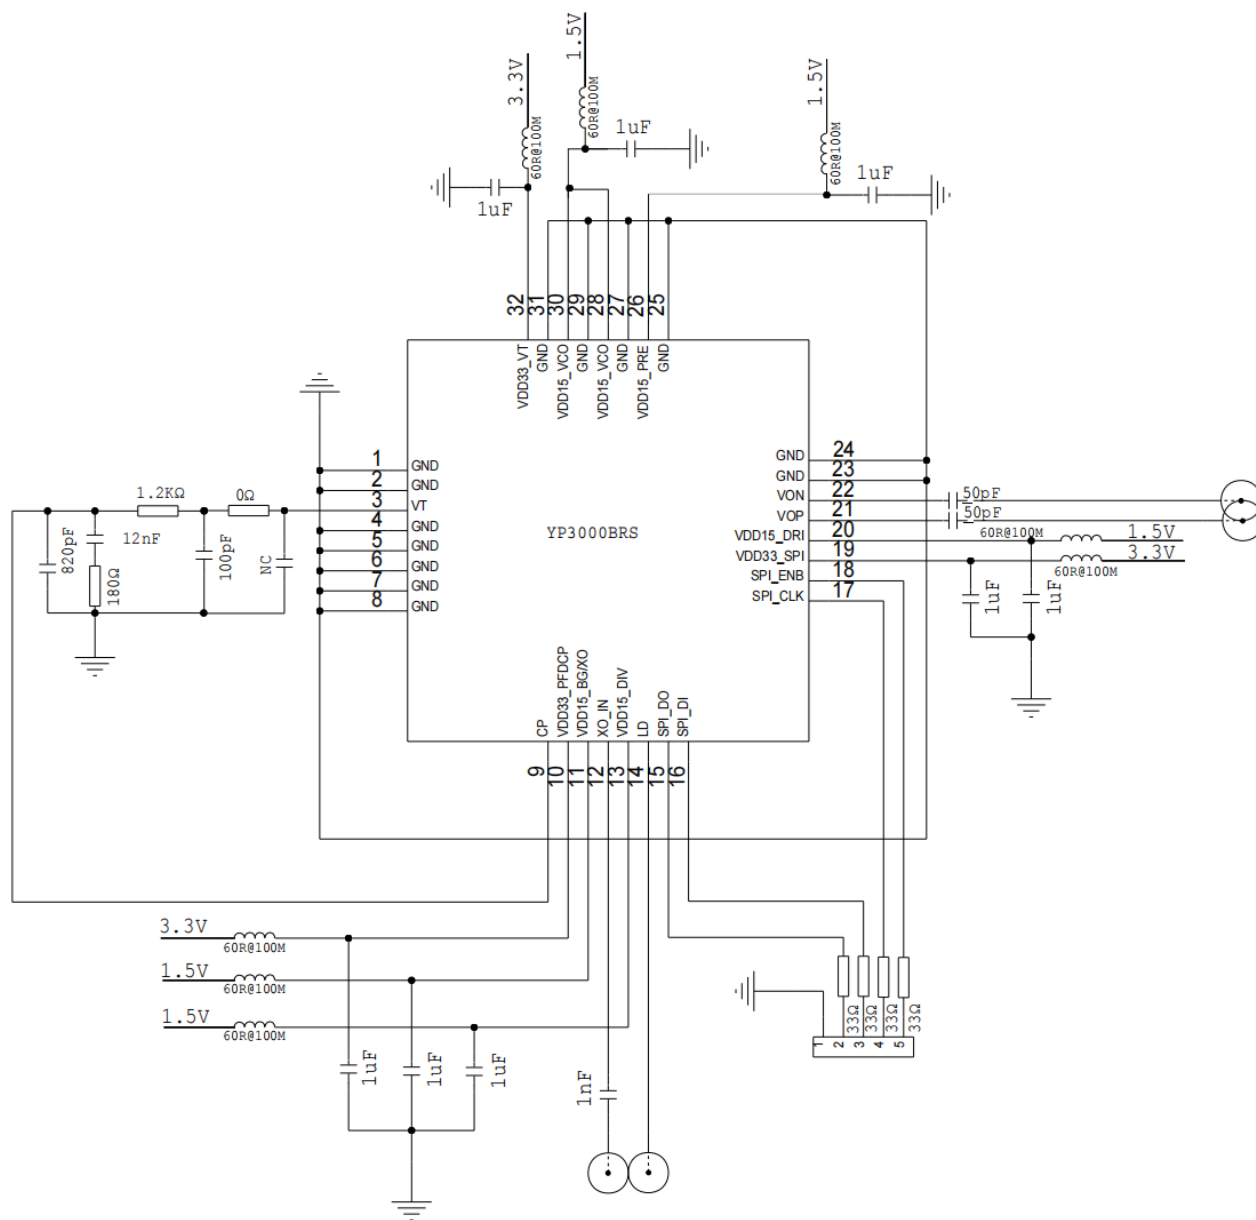 1.5V
3.3V
1.5V
60R@100M
60R@100M
60R@100M
1uF
1uF
1uF
32
31
30
29
28
27
26
25
VDD33_VT
GND
VDD15_VCO
GND
VDD15_VCO
GND
VDD15_PRE
GND
1 GND
2 GND
3 VT
4 GND
5 GND
6 GND
7 GND
8 GND
1.2KΩ
0Ω
820pF
12nF
180Ω
100pF
NC
YP3000BRS
GND 24
GND 23
VON 22
VOP 21
VDD15_DRI 20
VDD33_SPI 19
SPI_ENB 18
SPI_CLK 17
50pF
50pF
60R@100M
1.5V
3.3V
60R@100M
1uF
1uF
CP
VDD33_PFDCP
VDD15_BG/XO
XO_IN
VDD15_DIV
LD
SPI_DO
SPI_DI
9
10
11
12
13
14
15
16
3.3V
60R@100M
1.5V
60R@100M
1.5V
60R@100M
1uF
1uF
1uF
1nF
33Ω
33Ω
33Ω
33Ω
1
2
3
4
5